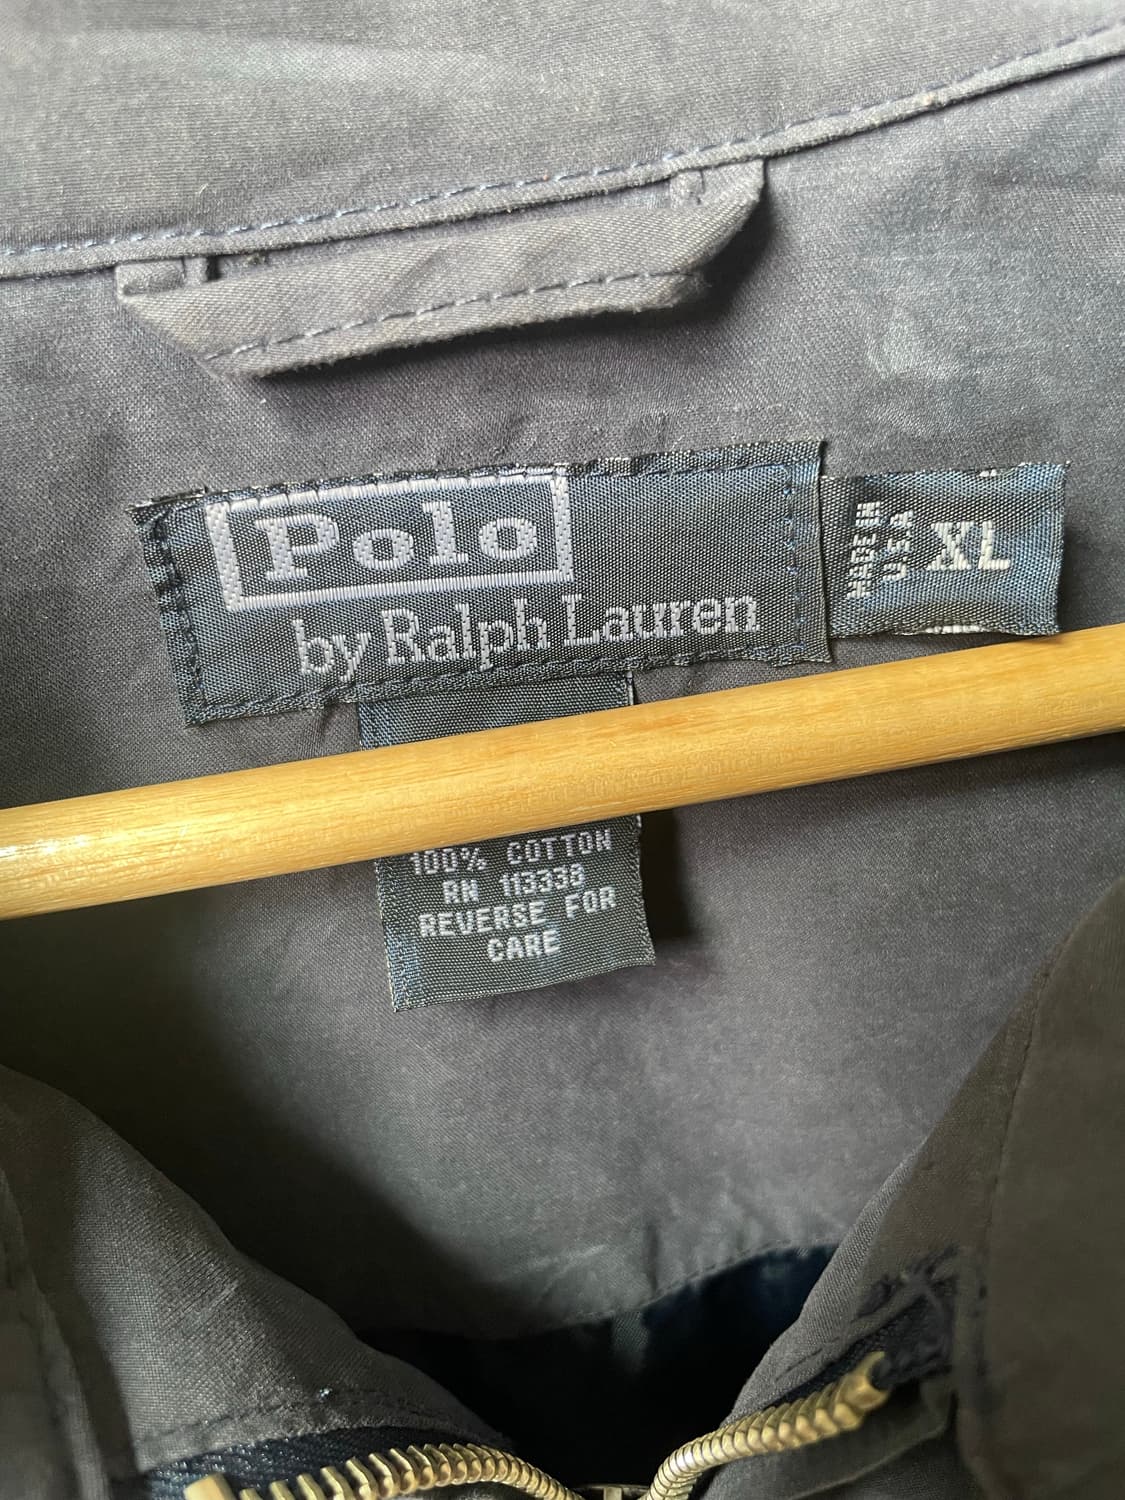 Polo
by Ralph Lauren
MADE IN
U.S.A
XL
100% COTTON
RN 113338
REVERSE FOR
CARE